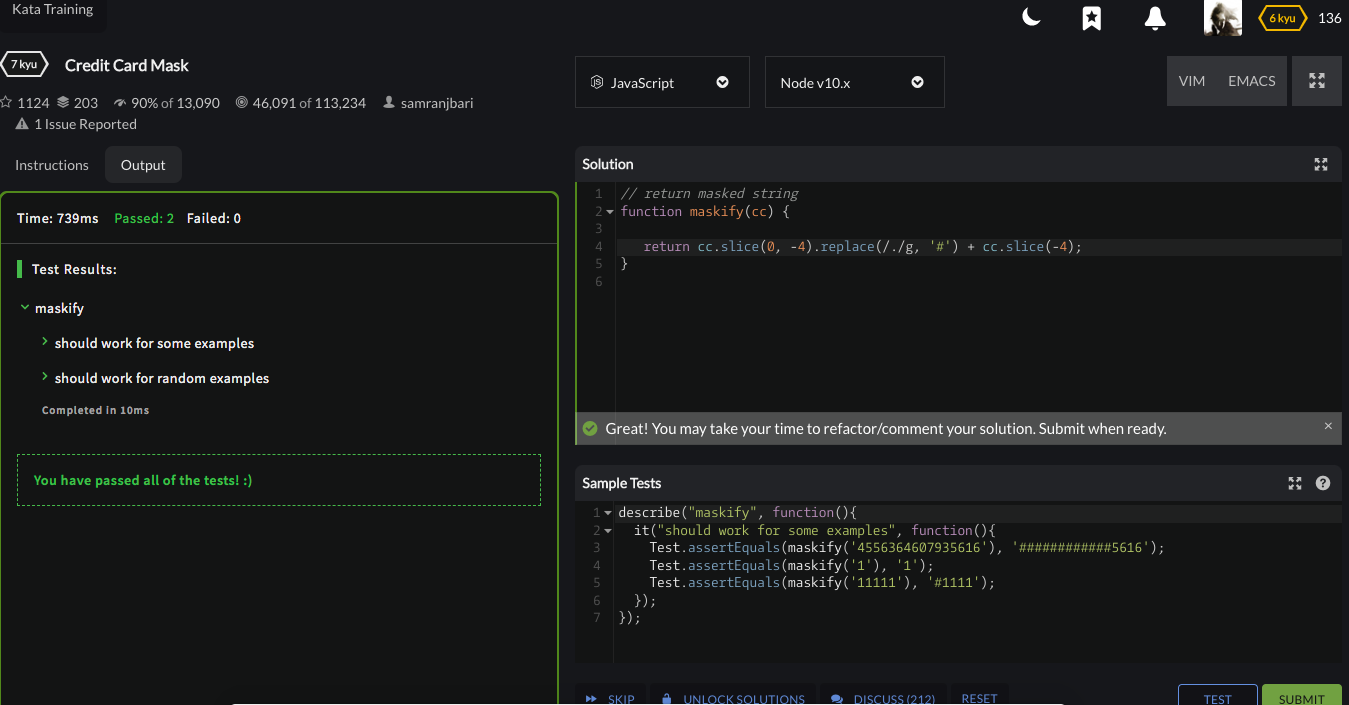 Kata Training
6 kyu 136
7 kyu Credit Card Mask
1124 203 90% of 13,090 46,091 of 113,234 samranjbari
1 Issue Reported
JavaScript Node v10.x VIM EMACS
Instructions Output
Time: 739ms Passed: 2 Failed: 0
Test Results:
maskify
should work for some examples
should work for random examples
Completed in 10ms
You have passed all of the tests! :)
Solution
1 // return masked string
2 function maskify(cc) {
3
4 return cc.slice(0, -4).replace(/./g, '#') + cc.slice(-4);
5 }
6
Great! You may take your time to refactor/comment your solution. Submit when ready. ×
Sample Tests ?
1 describe("maskify", function(){
2 it("should work for some examples", function(){
3 Test.assertEquals(maskify('4556364607935616'), '############5616');
4 Test.assertEquals(maskify('1'), '1');
5 Test.assertEquals(maskify('11111'), '#1111');
6 });
7 });
SKIP UNLOCK SOLUTIONS DISCUSS (212) RESET TEST SUBMIT